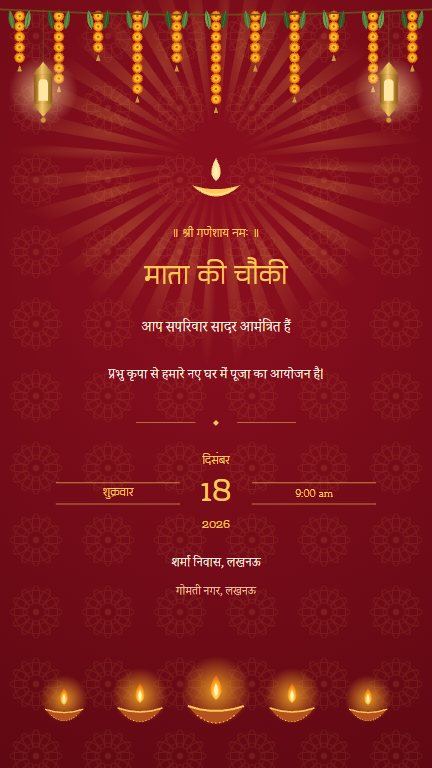 ॥ श्री गणेशाय नमः ॥
माता की चौकी
आप सपरिवार सादर आमंत्रित हैं
प्रभु कृपा से हमारे नए घर में पूजा का आयोजन है।
दिसंबर
शुक्रवार 18 9:00 am
2026
शर्मा निवास, लखनऊ
गोमती नगर, लखनऊ